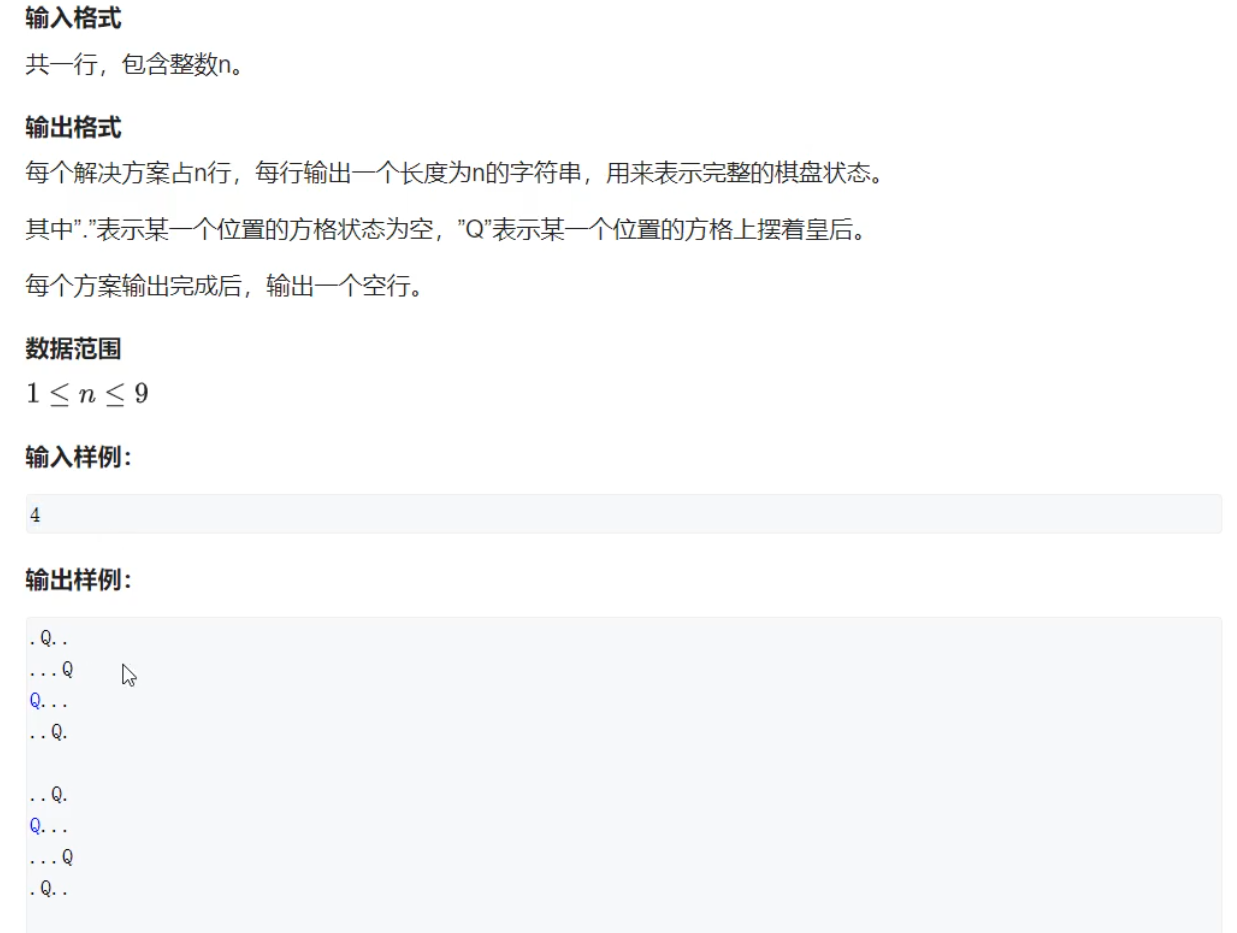 输入格式
共一行，包含整数n。
输出格式
每个解决方案占n行，每行输出一个长度为n的字符串，用来表示完整的棋盘状态。
其中”.”表示某一个位置的方格状态为空，”Q”表示某一个位置的方格上摆着皇后。
每个方案输出完成后，输出一个空行。
数据范围
1 ≤ n ≤ 9
输入样例：
4
输出样例：
.Q..
...Q
Q...
..Q.
..Q.
Q...
...Q
.Q..